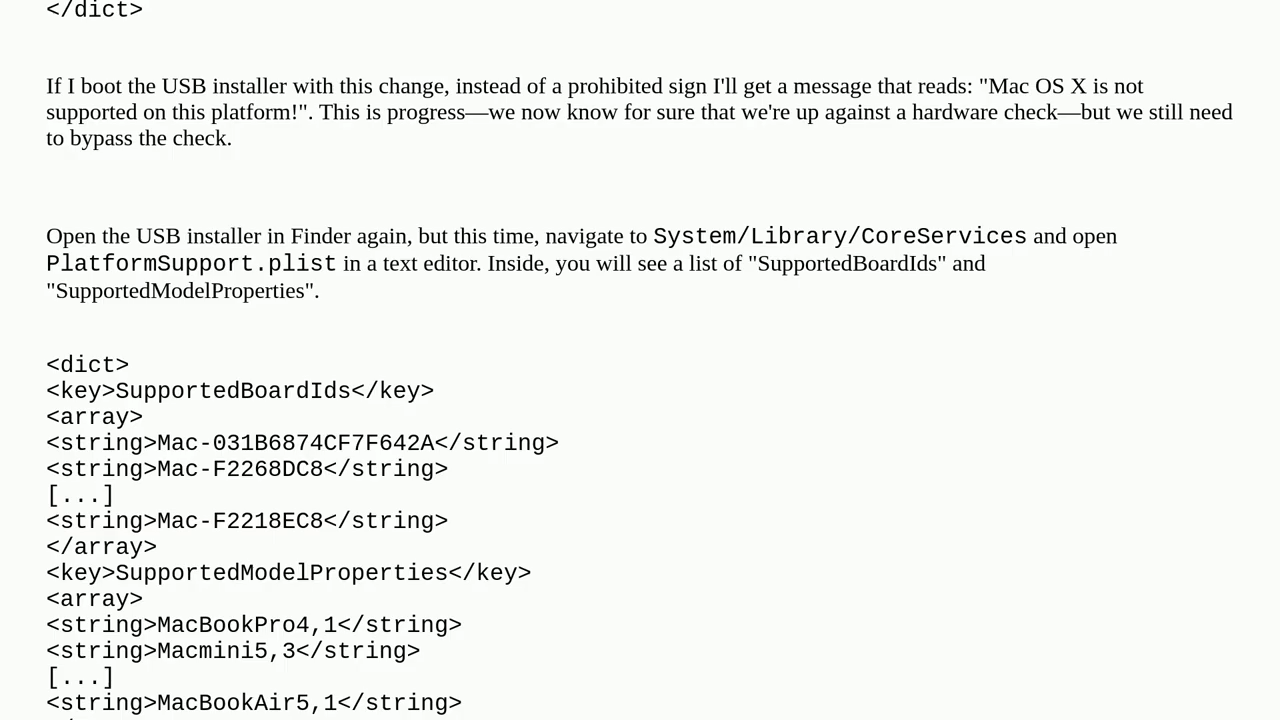 </dict>
If I boot the USB installer with this change, instead of a prohibited sign I'll get a message that reads: "Mac OS X is not
supported on this platform!". This is progress—we now know for sure that we're up against a hardware check—but we still need
to bypass the check.
Open the USB installer in Finder again, but this time, navigate to System/Library/CoreServices and open
PlatformSupport.plist in a text editor. Inside, you will see a list of "SupportedBoardIds" and
"SupportedModelProperties".
<dict>
<key>SupportedBoardIds</key>
<array>
<string>Mac-031B6874CF7F642A</string>
<string>Mac-F2268DC8</string>
[...]
<string>Mac-F2218EC8</string>
</array>
<key>SupportedModelProperties</key>
<array>
<string>MacBookPro4,1</string>
<string>Macmini5,3</string>
[...]
<string>MacBookAir5,1</string>